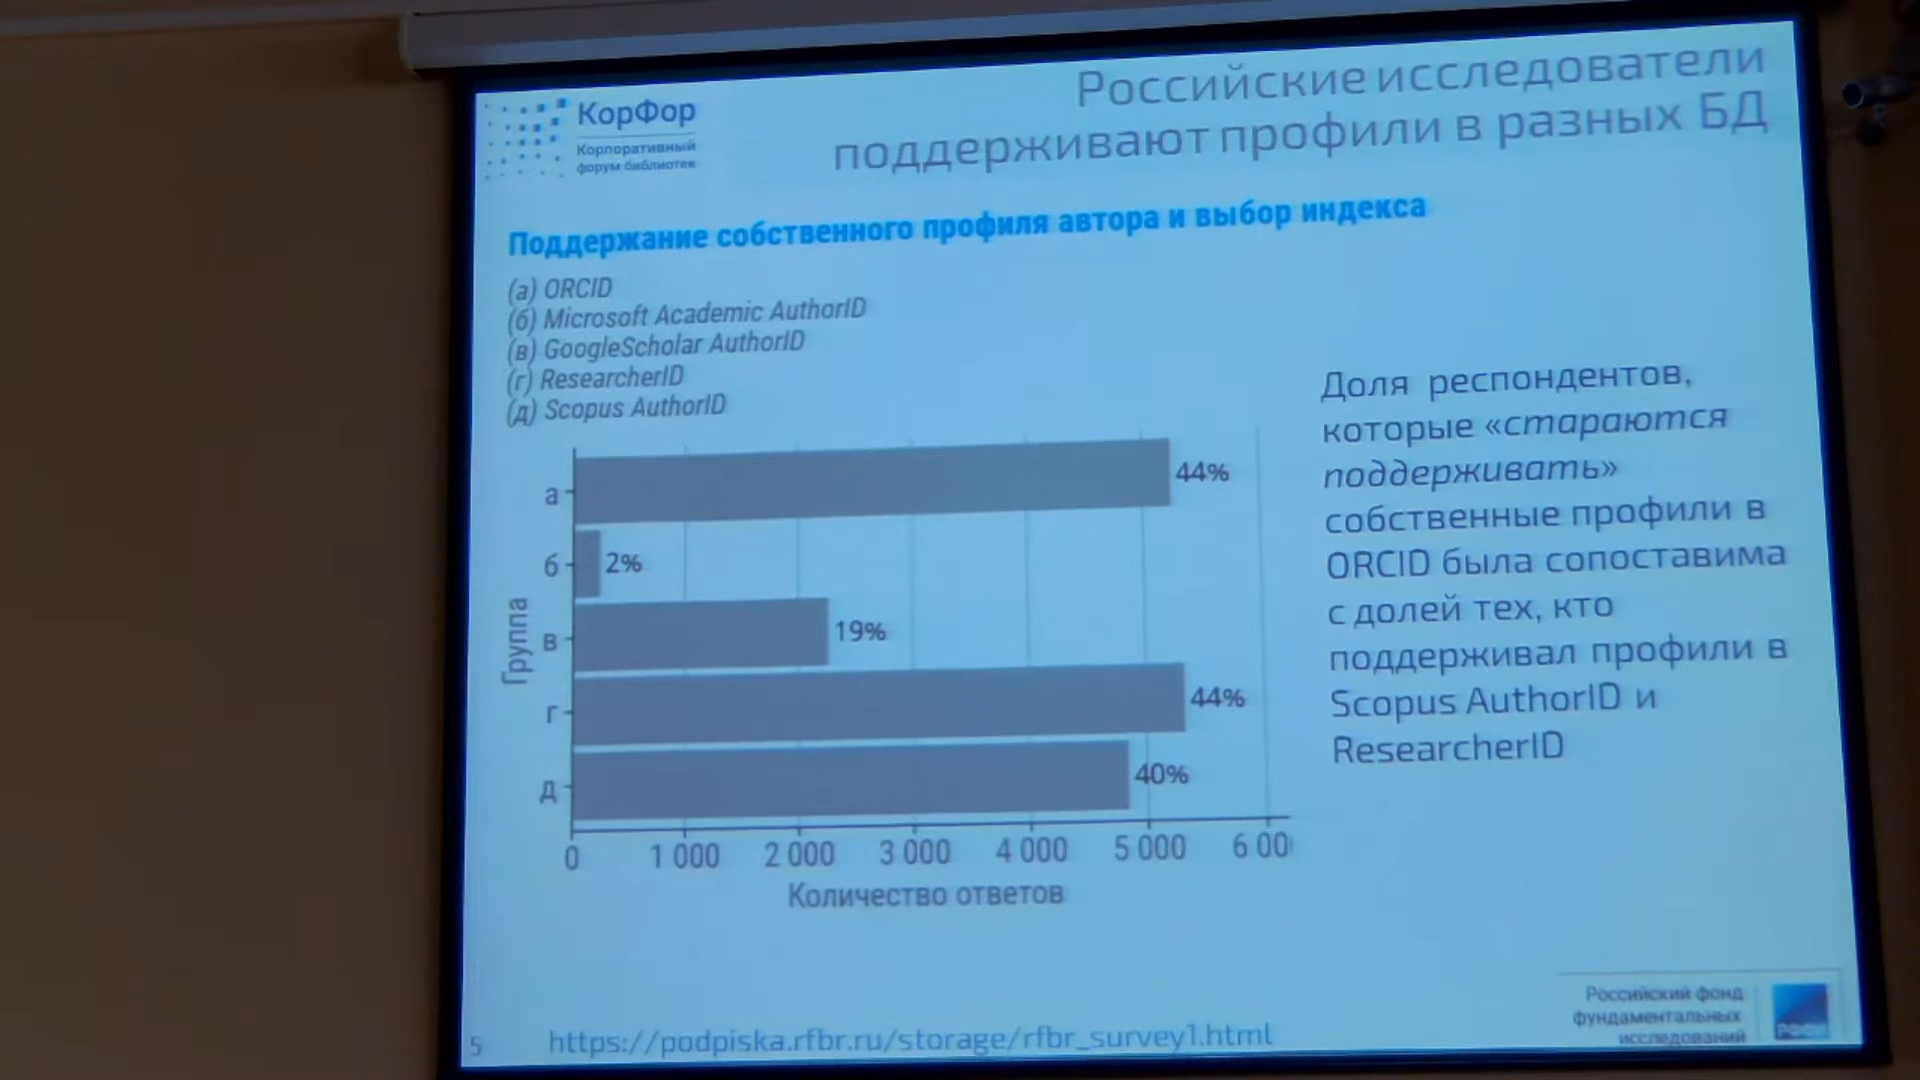 Российские исследователи
поддерживают профили в разных БД
КорФор
Корпоративный
форум библиотек
Поддержание собственного профиля автора и выбор индекса
(а) ORCID
(б) Microsoft Academic AuthorID
(в) GoogleScholar AuthorID
(г) ResearcherID
(д) Scopus AuthorID
Группа
а
44%
б
2%
в
19%
г
44%
д
40%
0 1 000 2 000 3 000 4 000 5 000 6 00
Количество ответов
Доля респондентов,
которые «стараются
поддерживать»
собственные профили в
ORCID была сопоставима
с долей тех, кто
поддерживал профили в
Scopus AuthorID и
ResearcherID
5
https://podpiska.rfbr.ru/storage/rfbr_survey1.html
Российский фонд
фундаментальных
исследований
РФФИ